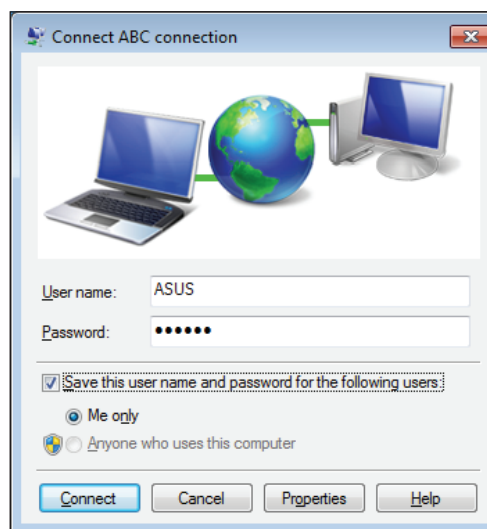 Connect ABC connection
User name: ASUS
Password: ••••••
Save this user name and password for the following users:
Me only
Anyone who uses this computer
Connect Cancel Properties Help